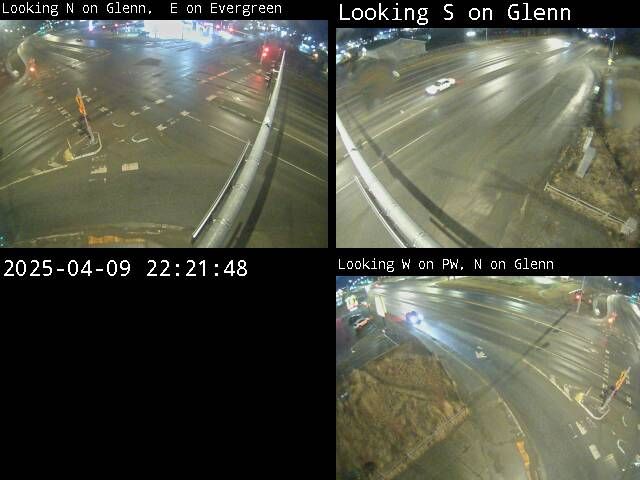 Looking N on Glenn,  E on Evergreen
Looking S on Glenn
2025-04-09 22:21:48
Looking W on PW, N on Glenn